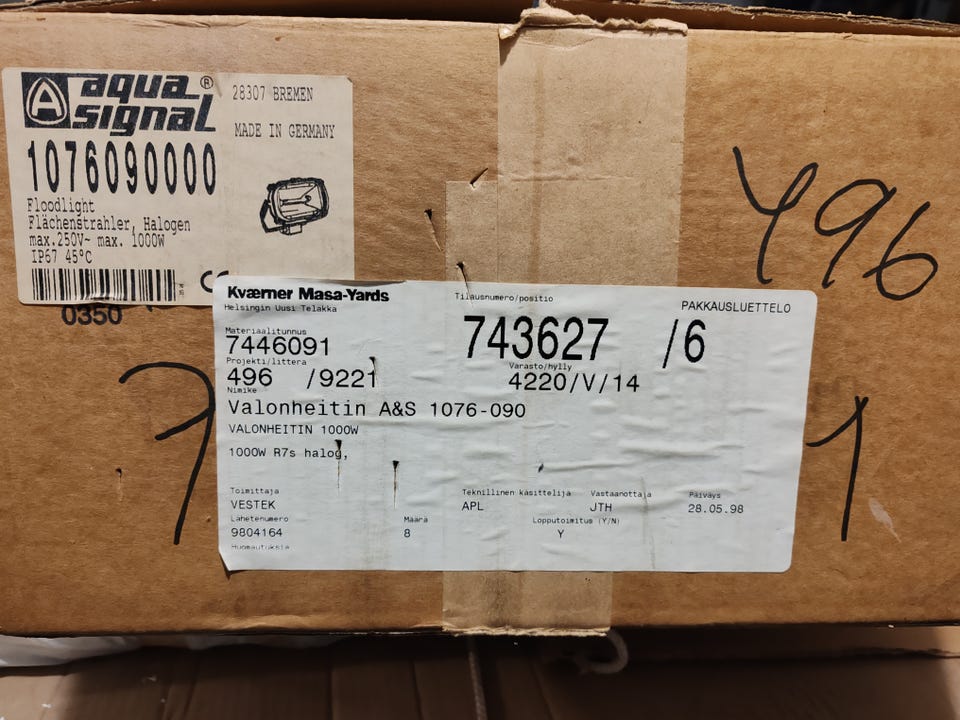 aqua signal®
28307 BREMEN
MADE IN GERMANY
1076090000
Floodlight
Flächenstrahler, Halogen
max.250V~ max. 1000W
IP67 45°C
0350
496
7
1
Kværner Masa-Yards
Helsingin Uusi Telakka
Tilausnumero/positio
PAKKAUSLUETTELO
743627 /6
Materiaalitunnus
7446091
Projekti/littera
Varasto/hylly
496 /9221
4220/V/14
Nimike
Valonheitin A&S 1076-090
VALONHEITIN 1000W
1000W R7s halog,
Toimittaja
Teknillinen käsittelijä
Vastaanottaja
Päiväys
VESTEK
APL
JTH
28.05.98
Lähetenumero
Määrä
Lopputoimitus (Y/N)
9804164
8
Y
Huomautuksia